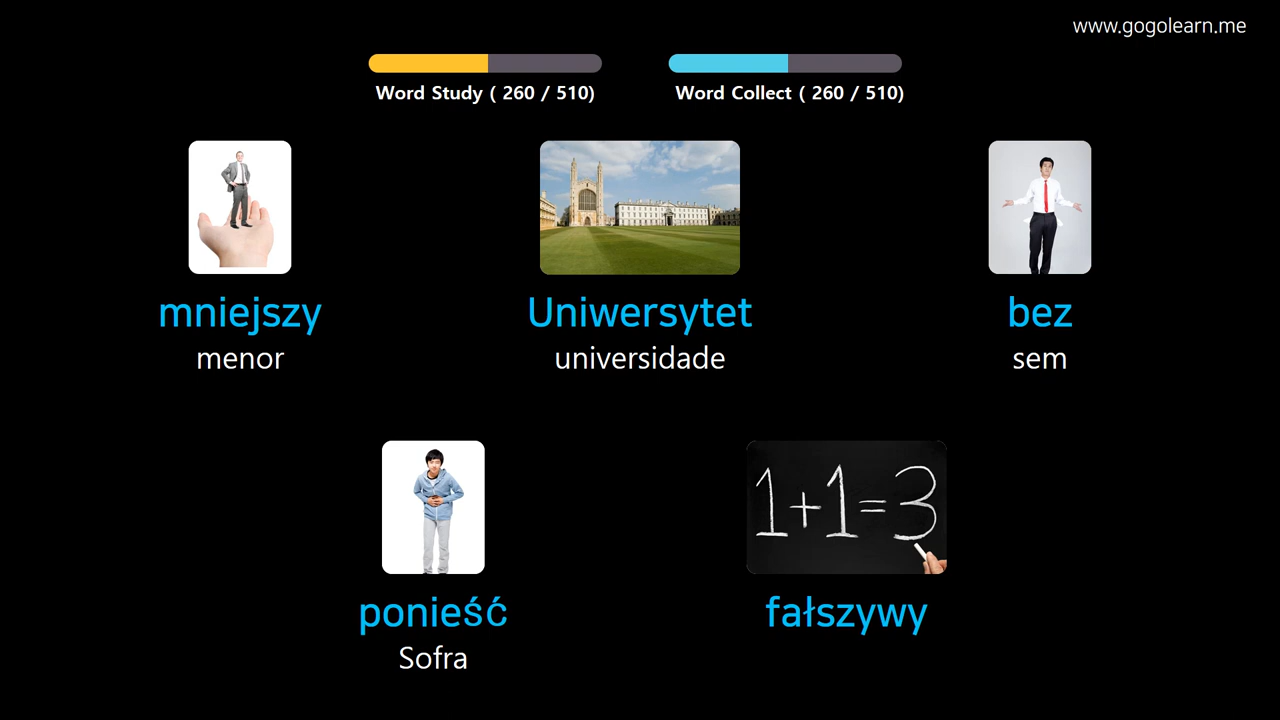 www.gogolearn.me
Word Study ( 260 / 510)
Word Collect ( 260 / 510)
mniejszy
menor
Uniwersytet
universidade
bez
sem
ponieść
Sofra
1+1=3
fałszywy